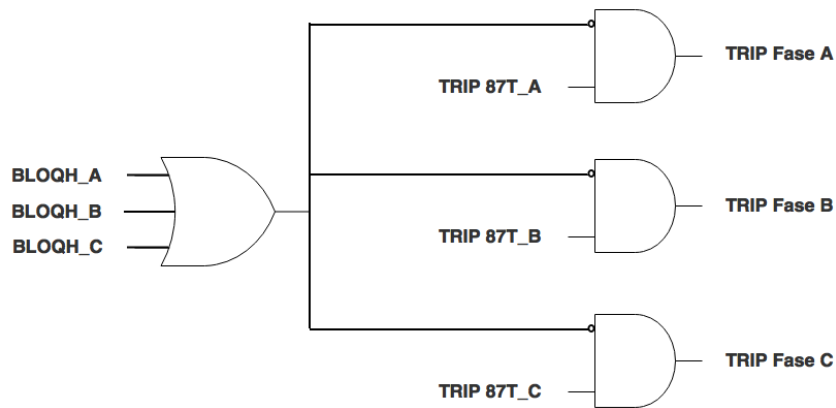 TRIP Fase A
TRIP 87T_A
BLOQH_A
BLOQH_B
BLOQH_C
TRIP Fase B
TRIP 87T_B
TRIP Fase C
TRIP 87T_C